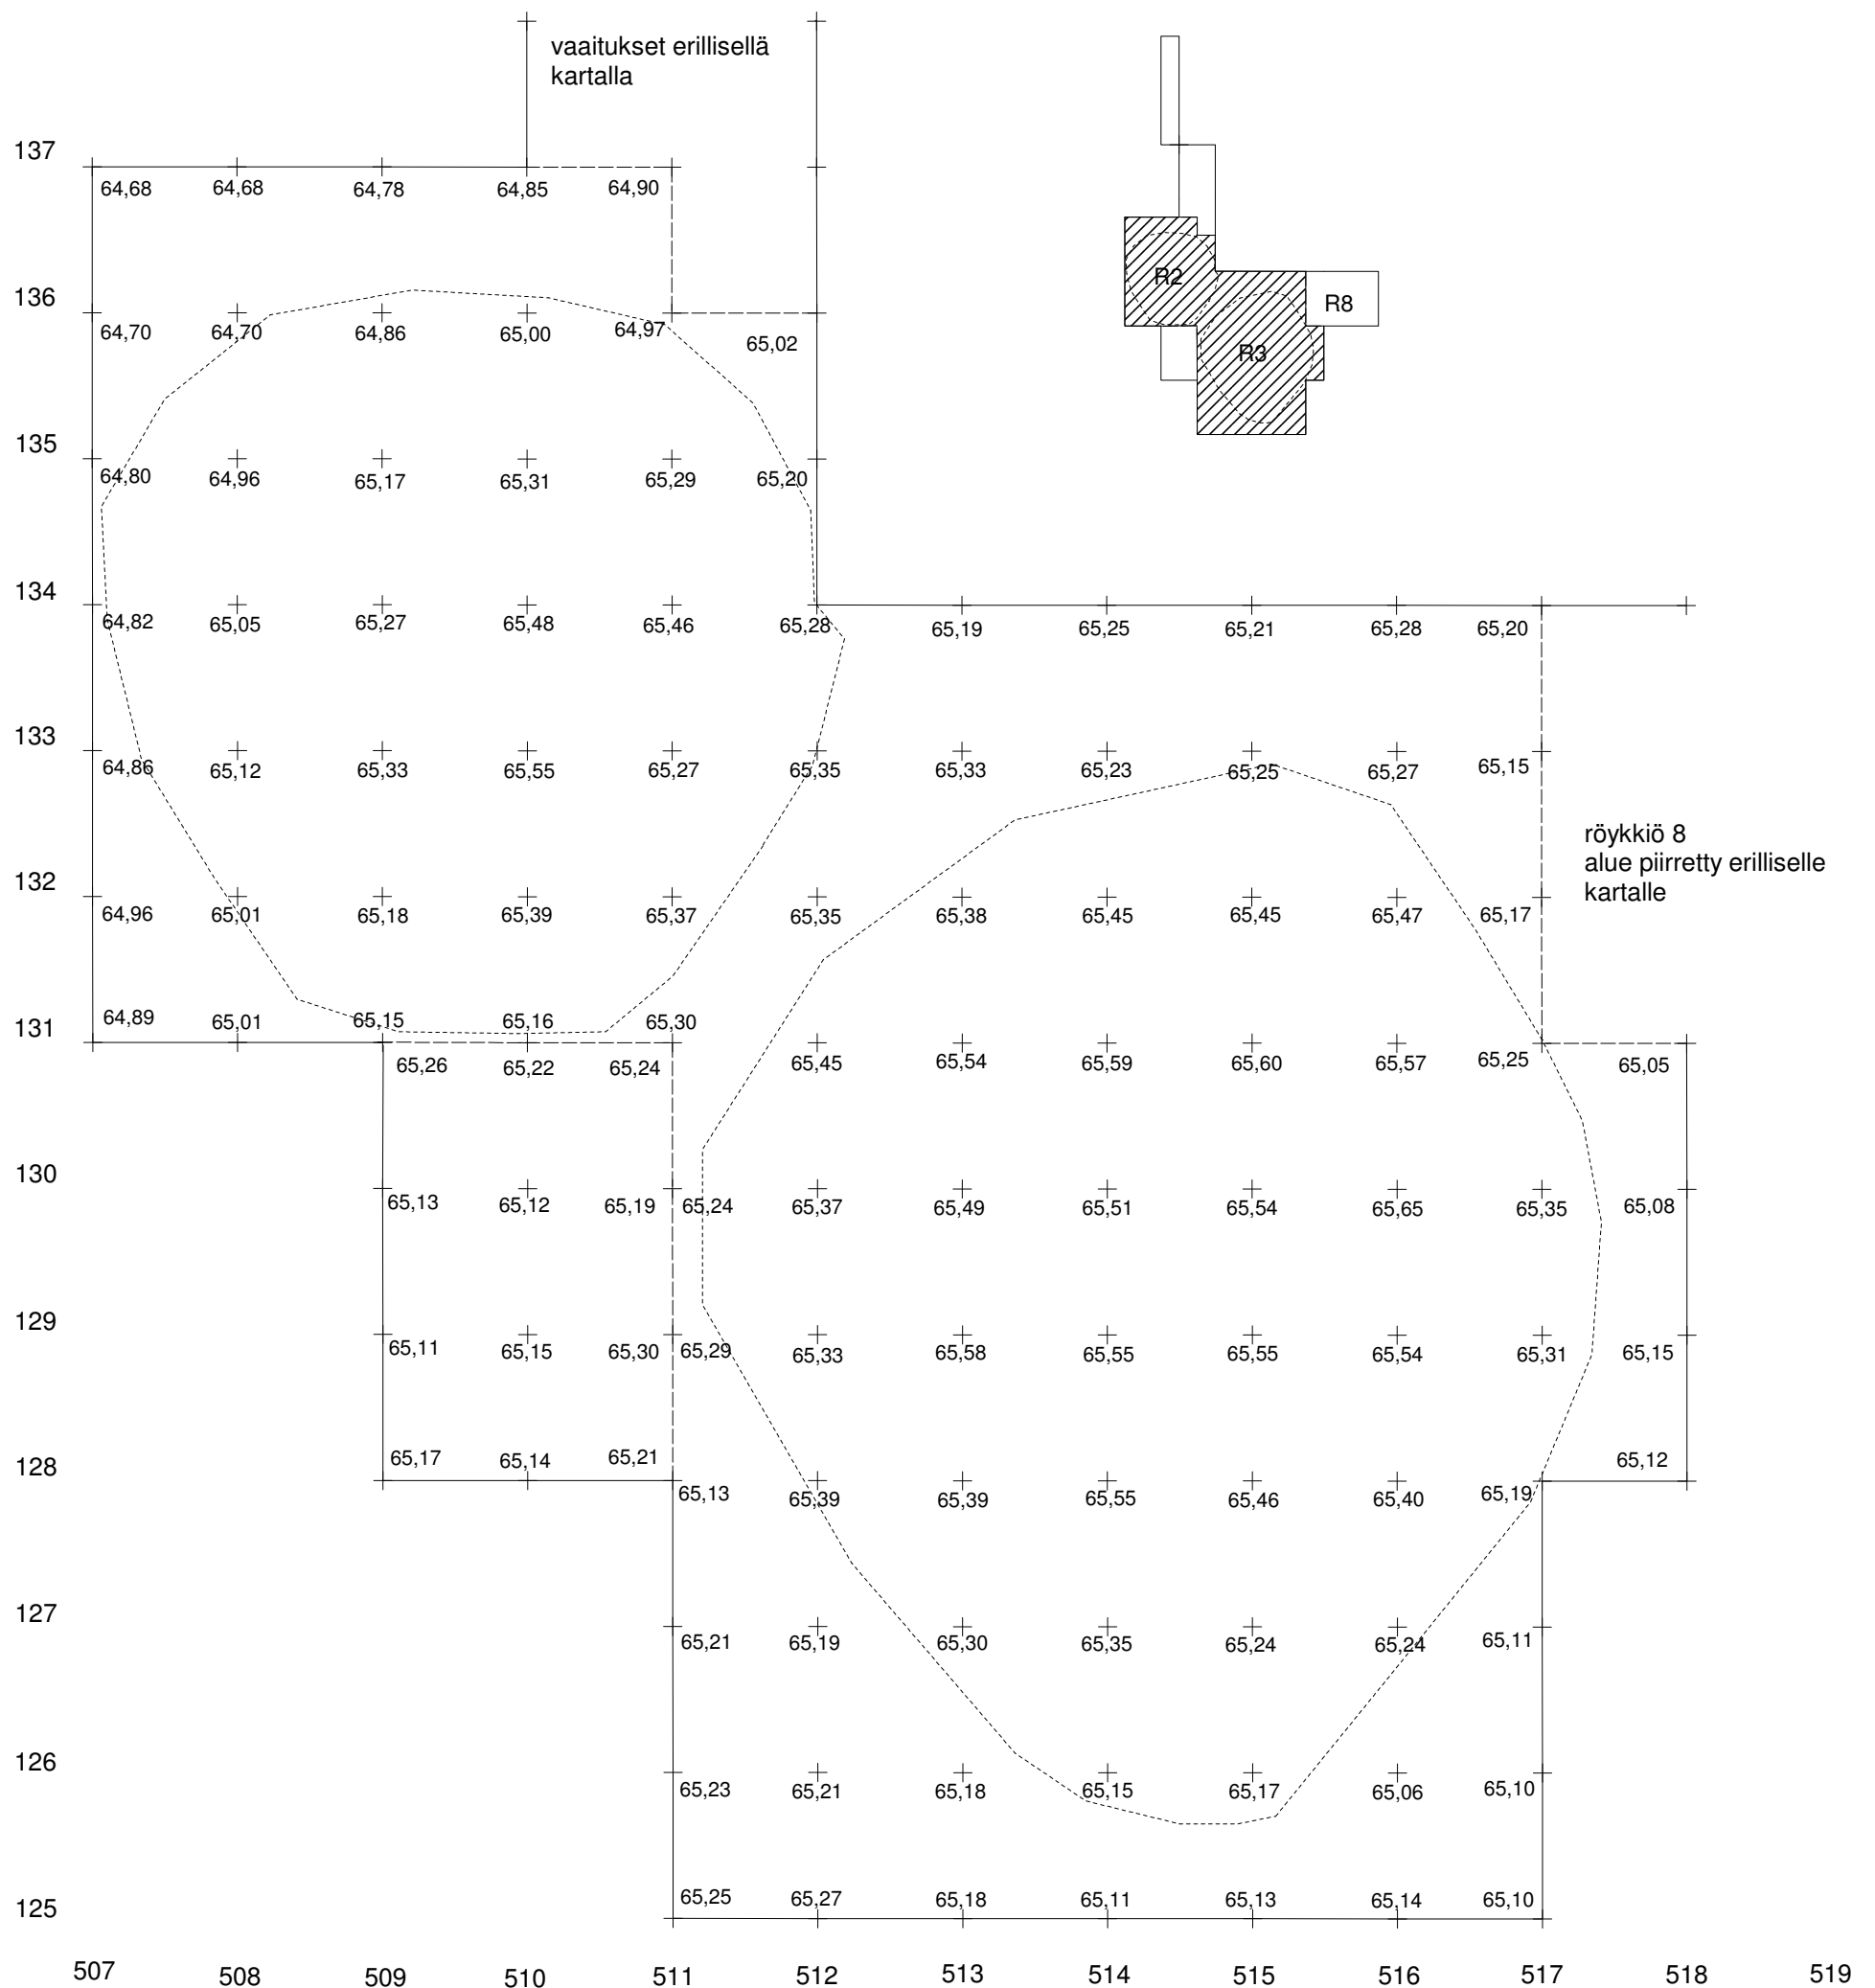 vaaitukset erillisellä
kartalla
137
64,68 64,68 64,78 64,85 64,90
R2
R8
R3
136
64,70 64,70 64,86 65,00 64,97 65,02
135
64,80 64,96 65,17 65,31 65,29 65,20
134
64,82 65,05 65,27 65,48 65,46 65,28 65,19 65,25 65,21 65,28 65,20
133
64,86 65,12 65,33 65,55 65,27 65,35 65,33 65,23 65,25 65,27 65,15
röykkiö 8
alue piirretty erilliselle
kartalle
132
64,96 65,01 65,18 65,39 65,37 65,35 65,38 65,45 65,45 65,47 65,17
64,89 65,01 65,15 65,16 65,30
131
65,26 65,22 65,24 65,45 65,54 65,59 65,60 65,57 65,25 65,05
130
65,13 65,12 65,19 65,24 65,37 65,49 65,51 65,54 65,65 65,35 65,08
129
65,11 65,15 65,30 65,29 65,33 65,58 65,55 65,55 65,54 65,31 65,15
65,17 65,14 65,21 65,12
128
65,13 65,39 65,39 65,55 65,46 65,40 65,19
127
65,21 65,19 65,30 65,35 65,24 65,24 65,11
126
65,23 65,21 65,18 65,15 65,17 65,06 65,10
65,25 65,27 65,18 65,11 65,13 65,14 65,10
125
507 508 509 510 511 512 513 514 515 516 517 518 519